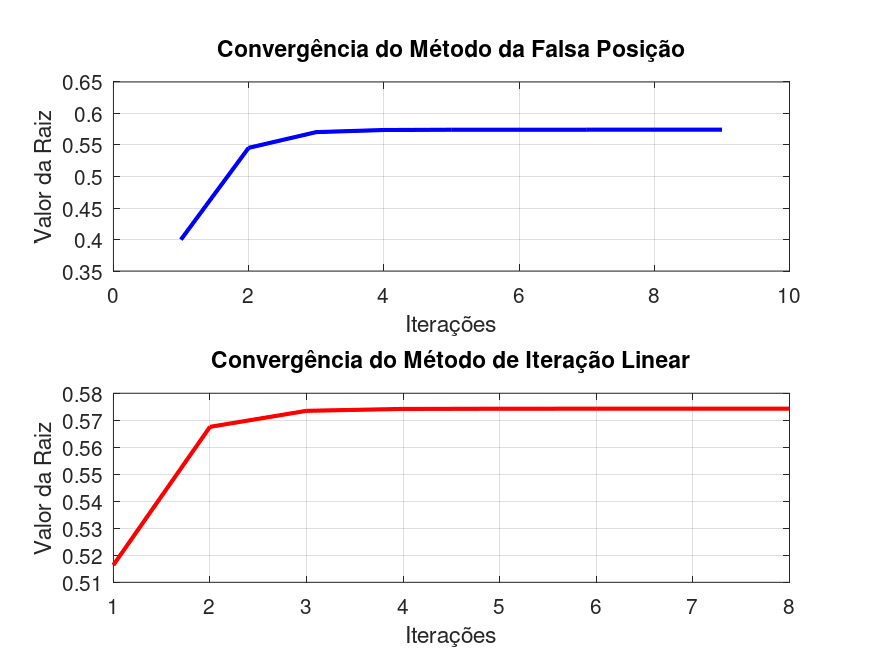 Convergência do Método da Falsa Posição
0.65
0.6
0.55
0.5
0.45
0.4
0.35
Valor da Raiz
0 2 4 6 8 10
Iterações
Convergência do Método de Iteração Linear
0.58
0.57
0.56
0.55
0.54
0.53
0.52
0.51
Valor da Raiz
1 2 3 4 5 6 7 8
Iterações